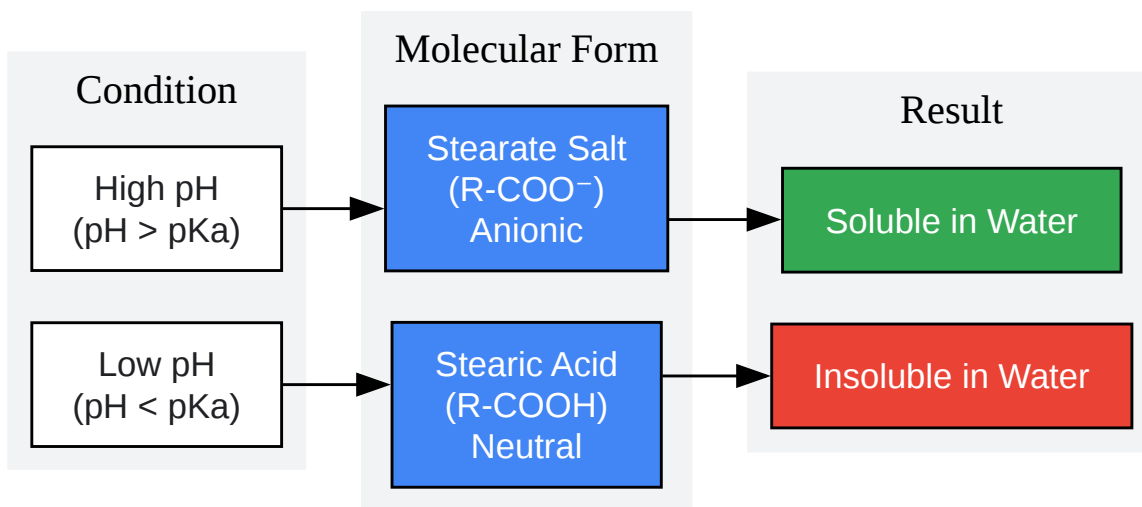 Condition
High pH
(pH > pKa)
Low pH
(pH < pKa)
Molecular Form
Stearate Salt
(R-COO⁻)
Anionic
Stearic Acid
(R-COOH)
Neutral
Result
Soluble in Water
Insoluble in Water